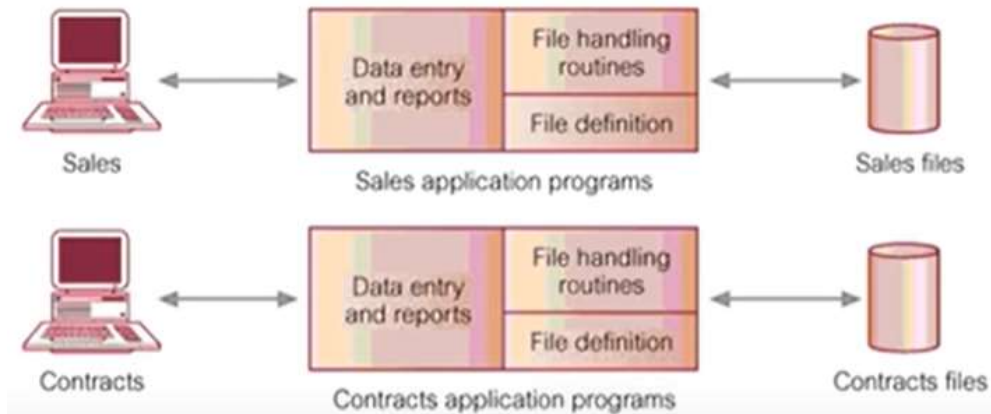 Data entry
and reports
File handling
routines
File definition
Sales
Sales application programs
Sales files
Data entry
and reports
File handling
routines
File definition
Contracts
Contracts application programs
Contracts files